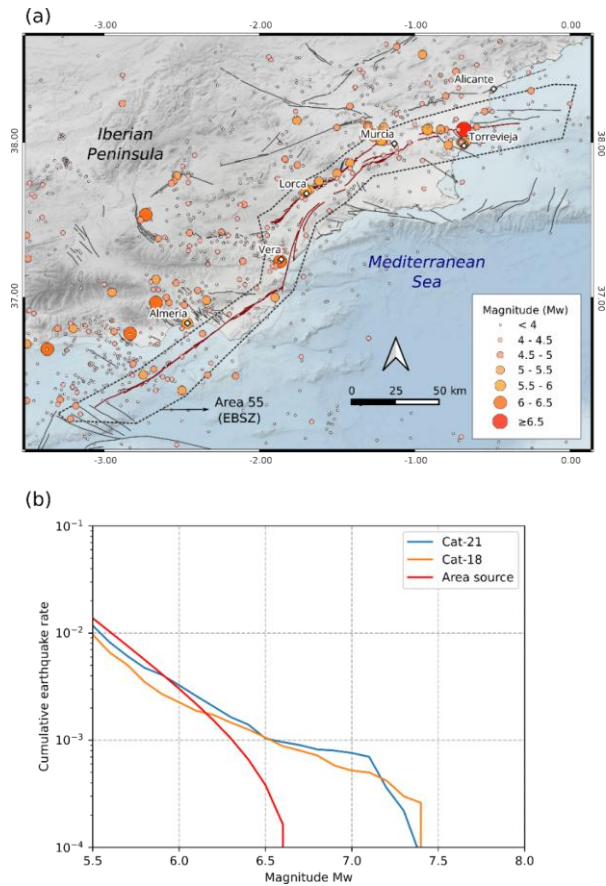 (a)
-3.00 -2.00 -1.00 0.00
Alicante
38.00 Iberian Peninsula Murcia Torrevieja 38.00
Lorca
Vera
Mediterranean
Sea
37.00 Almeria 37.00
Magnitude (Mw)
< 4
4 - 4.5
4.5 - 5
5 - 5.5
5.5 - 6
6 - 6.5
≥6.5
0 25 50 km
Area 55
(EBSZ)
-3.00 -2.00 -1.00 0.00
(b)
Cat-21
Cat-18
Area source
Cumulative earthquake rate
10⁻¹
10⁻²
10⁻³
10⁻⁴
5.5 6.0 6.5 7.0 7.5 8.0
Magnitude Mw